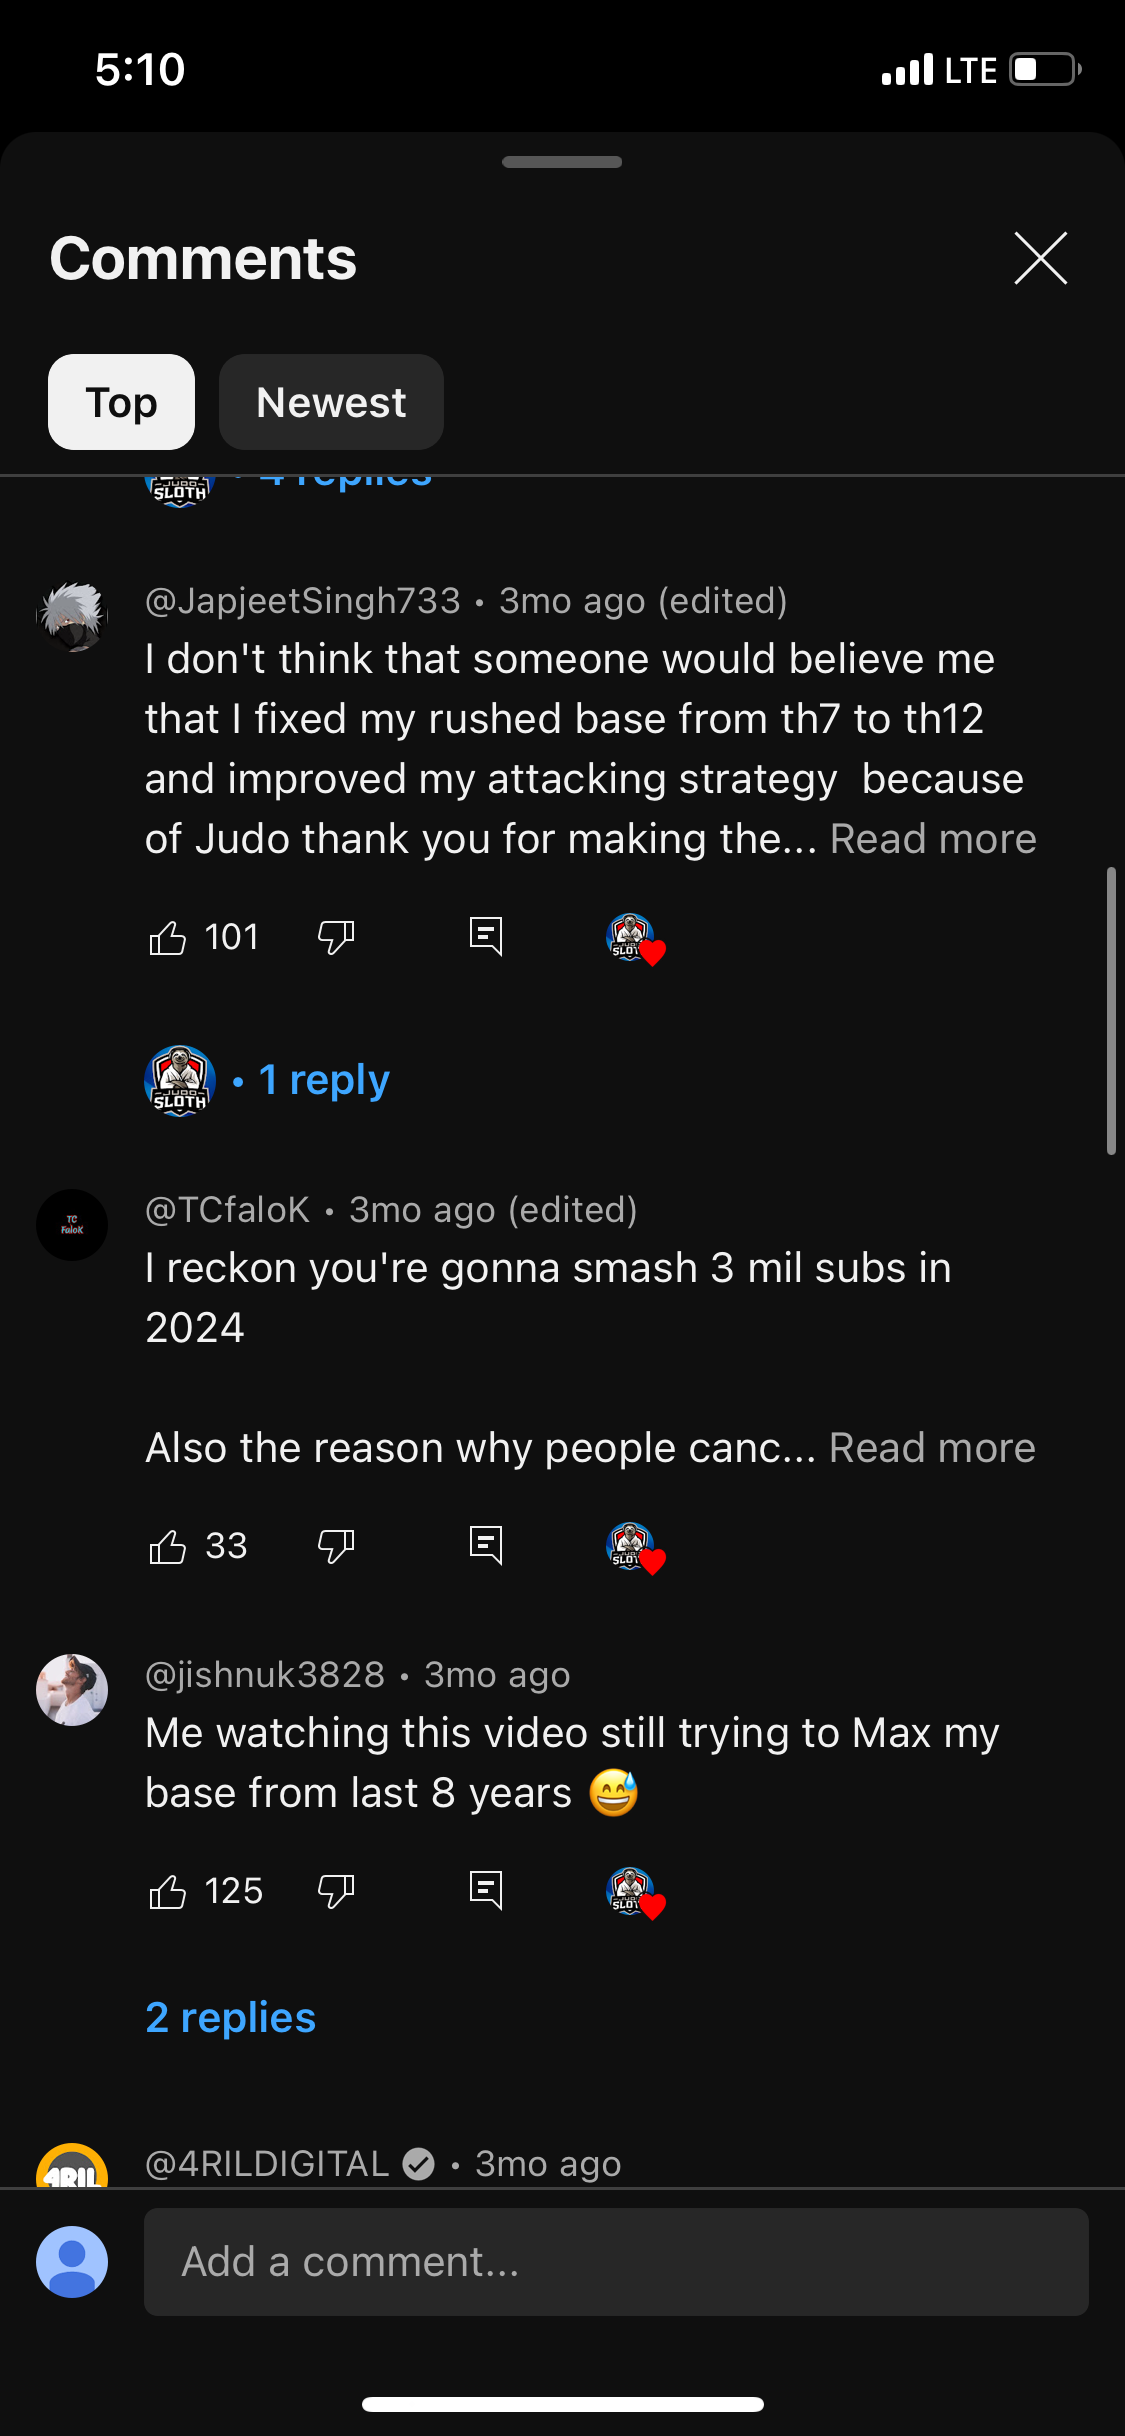 5:10 LTE
Comments
Top Newest
SLOTH • 4 replies
@JapjeetSingh733 • 3mo ago (edited)
I don't think that someone would believe me
that I fixed my rushed base from th7 to th12
and improved my attacking strategy  because
of Judo thank you for making the... Read more
101
JUDO
SLOTH • 1 reply
TC
FaloK
@TCfaloK • 3mo ago (edited)
I reckon you're gonna smash 3 mil subs in
2024
Also the reason why people canc... Read more
33
@jishnuk3828 • 3mo ago
Me watching this video still trying to Max my
base from last 8 years 😅
125
2 replies
4RIL @4RILDIGITAL • 3mo ago
Add a comment...